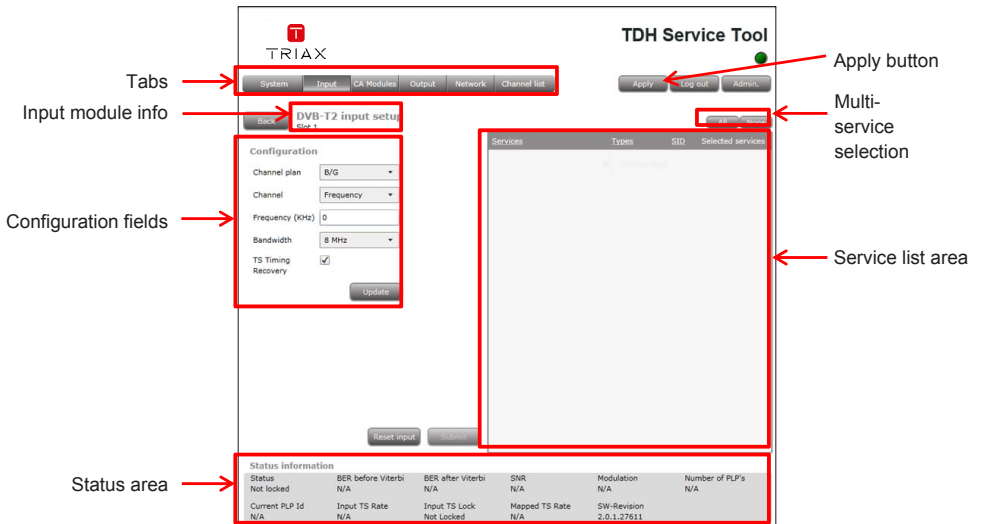 TRIAX
TDH Service Tool
Tabs
System Input CA Modules Output Network Channel list
Apply Log out Admin.
Apply button
Input module info
Back
DVB-T2 input setup
Slot 1
All None
Multi-
service
selection
Configuration
Channel plan B/G
Channel Frequency
Frequency (KHz) 0
Bandwidth 8 MHz
TS Timing
Recovery
Update
Configuration fields
Services Types SID Selected services
Service list area
Reset input Submit
Status area
Status information
Status BER before Viterbi BER after Viterbi SNR Modulation Number of PLP's
Not locked N/A N/A N/A N/A N/A
Current PLP Id Input TS Rate Input TS Lock Mapped TS Rate SW-Revision
N/A N/A Not Locked N/A 2.0.1.27611